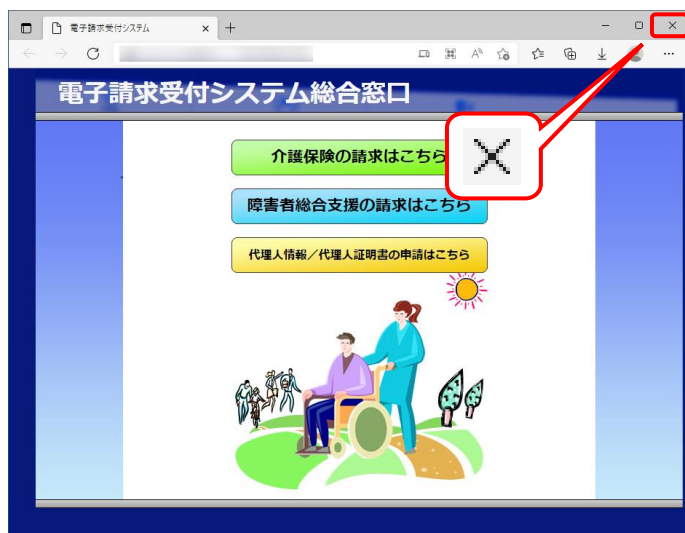 電子請求受付システム
電子請求受付システム総合窓口
介護保険の請求はこちら
障害者総合支援の請求はこちら
代理人情報／代理人証明書の申請はこちら